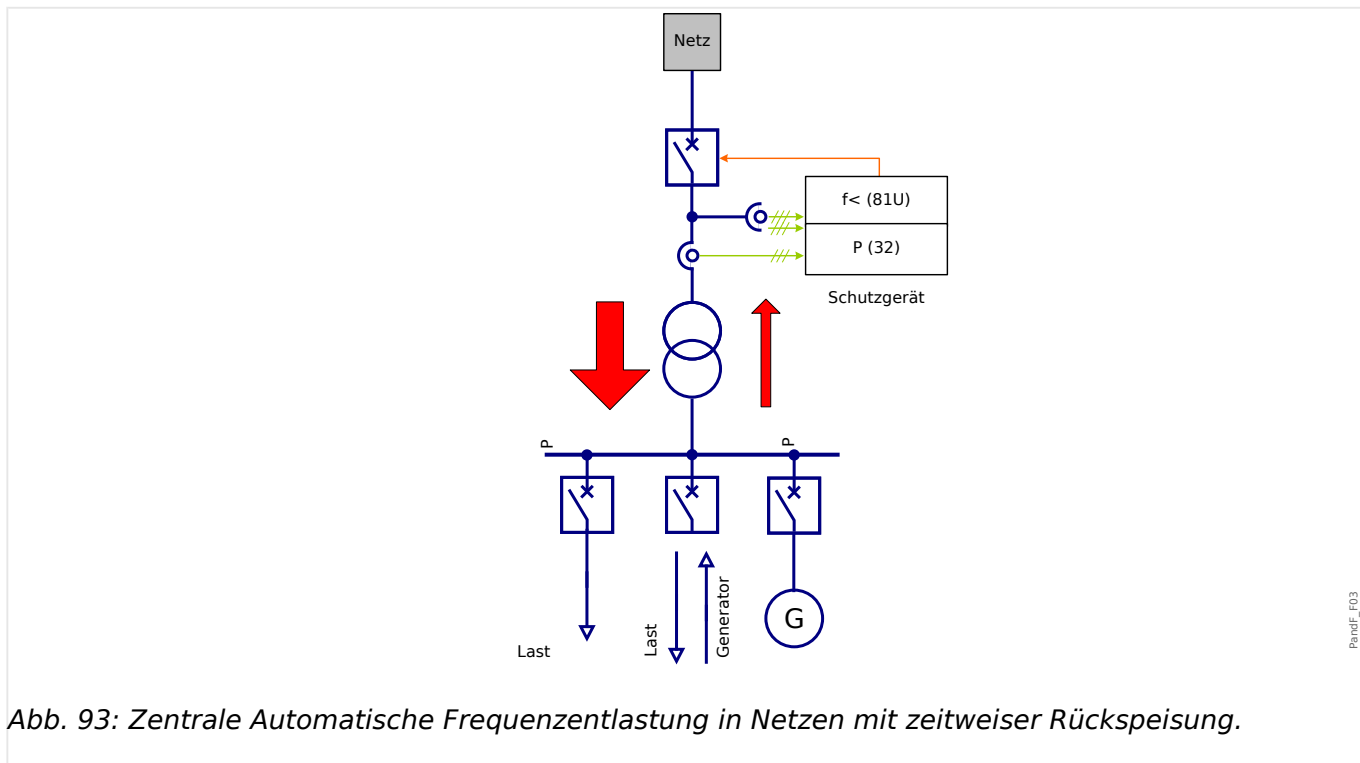 Netz
f< (81U)
P (32)
Schutzgerät
P
P
Last
Last
Generator
G
PandF_F03
Abb. 93: Zentrale Automatische Frequenzentlastung in Netzen mit zeitweiser Rückspeisung.